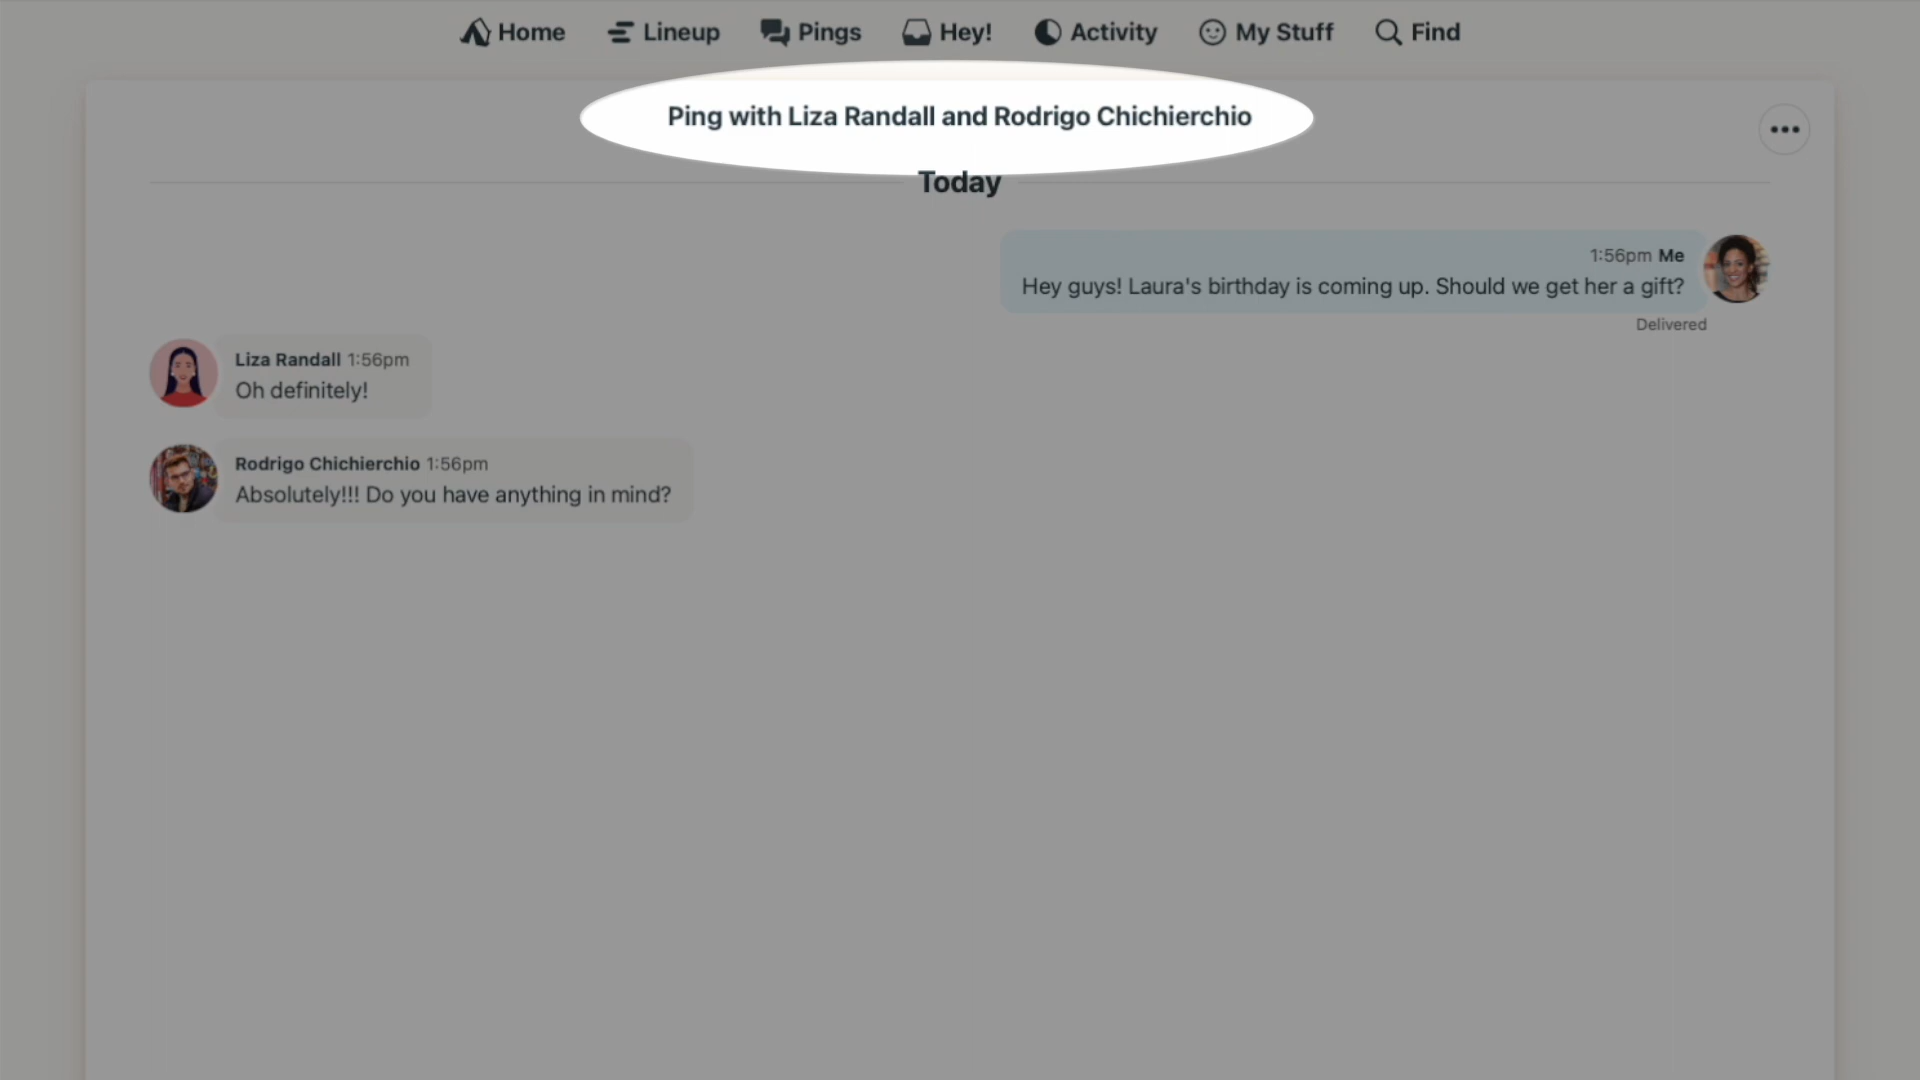 Home Lineup Pings Hey! Activity My Stuff Find
Ping with Liza Randall and Rodrigo Chichierchio
Today
1:56pm Me
Hey guys! Laura's birthday is coming up. Should we get her a gift?
Delivered
Liza Randall 1:56pm
Oh definitely!
Rodrigo Chichierchio 1:56pm
Absolutely!!! Do you have anything in mind?